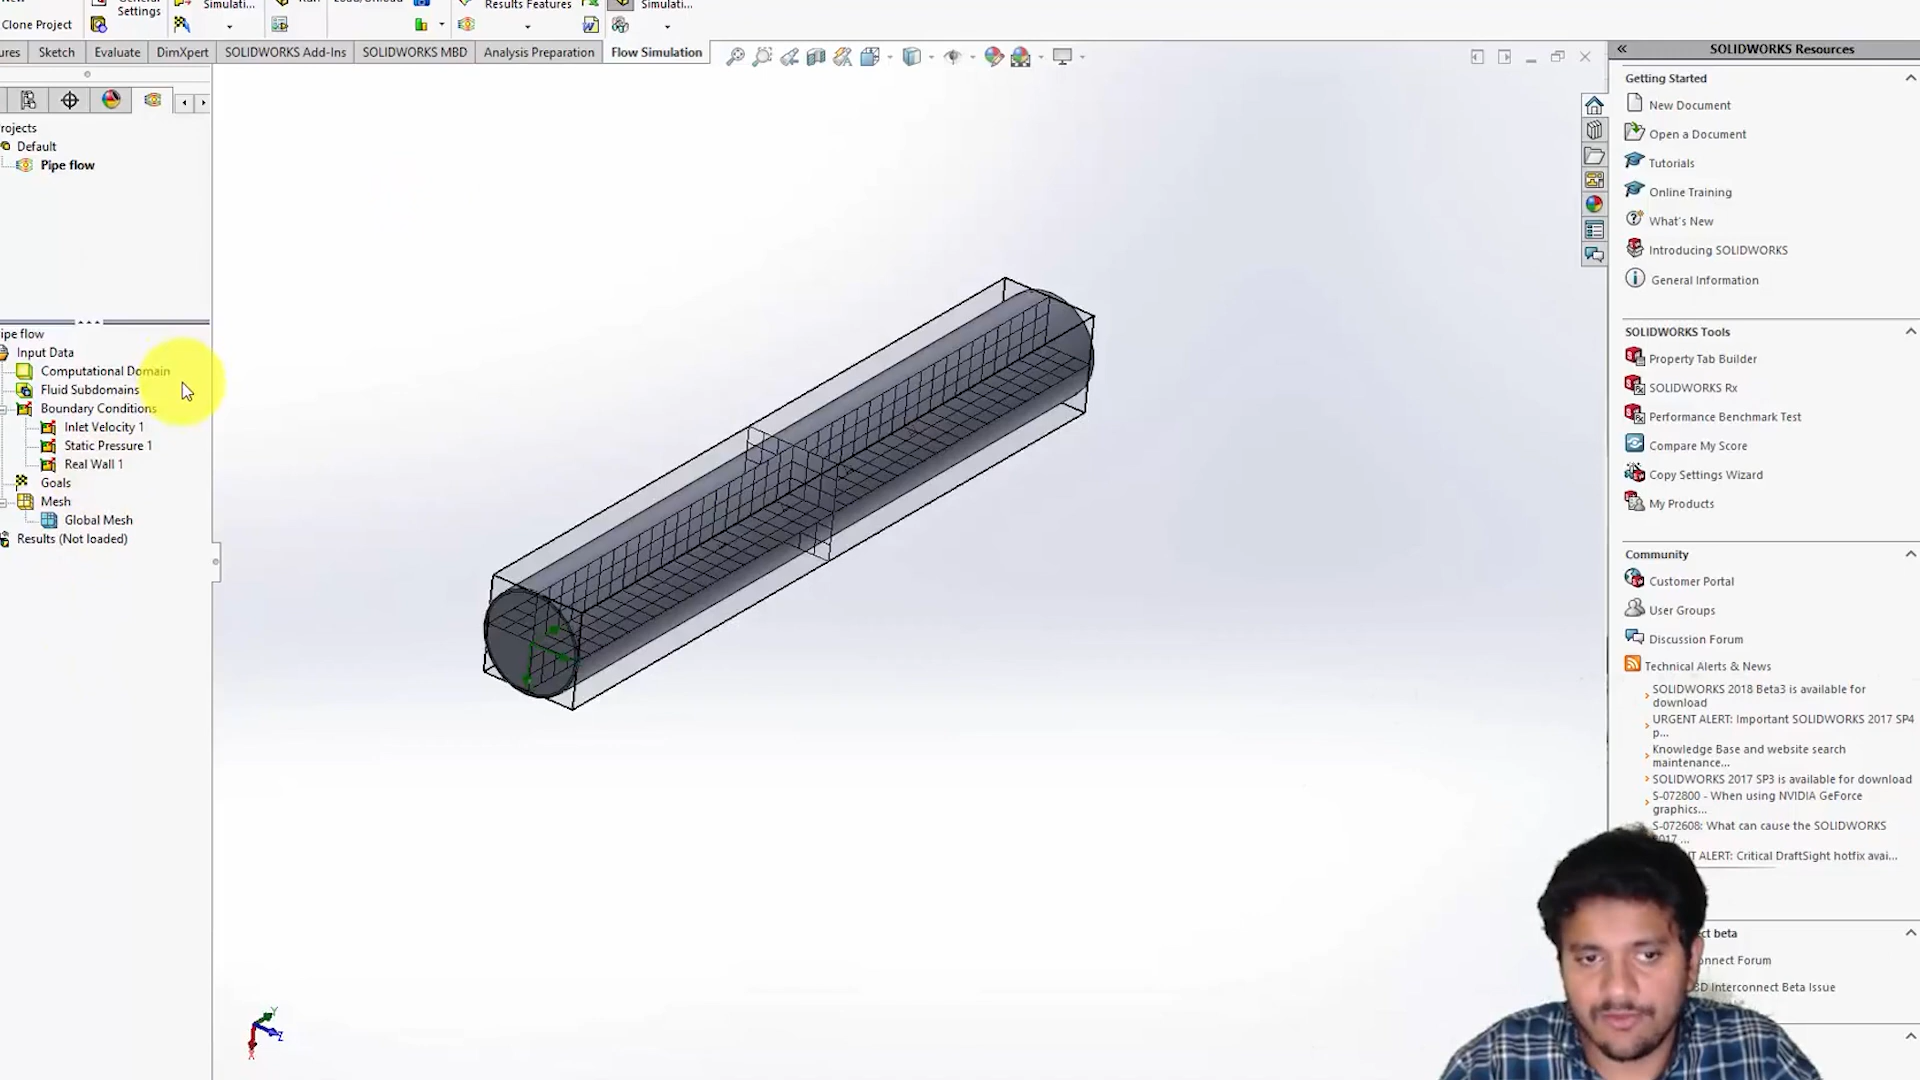 General
Settings
Simulati...
Clone Project
Results Features
Simulati...
ures
Sketch
Evaluate
DimXpert
SOLIDWORKS Add-Ins
SOLIDWORKS MBD
Analysis Preparation
Flow Simulation
rojects
Default
Pipe flow
ipe flow
Input Data
Computational Domain
Fluid Subdomains
Boundary Conditions
Inlet Velocity 1
Static Pressure 1
Real Wall 1
Goals
Mesh
Global Mesh
Results (Not loaded)
Y
Z
X
SOLIDWORKS Resources
Getting Started
New Document
Open a Document
Tutorials
Online Training
What's New
Introducing SOLIDWORKS
General Information
SOLIDWORKS Tools
Property Tab Builder
SOLIDWORKS Rx
Performance Benchmark Test
Compare My Score
Copy Settings Wizard
My Products
Community
Customer Portal
User Groups
Discussion Forum
Technical Alerts & News
SOLIDWORKS 2018 Beta3 is available for
download
URGENT ALERT: Important SOLIDWORKS 2017 SP4
p...
Knowledge Base and website search
maintenance...
SOLIDWORKS 2017 SP3 is available for download
S-072800 - When using NVIDIA GeForce
graphics...
S-072608: What can cause the SOLIDWORKS
2017 ...
NT ALERT: Critical DraftSight hotfix avai...
ct beta
onnect Forum
3D Interconnect Beta Issue